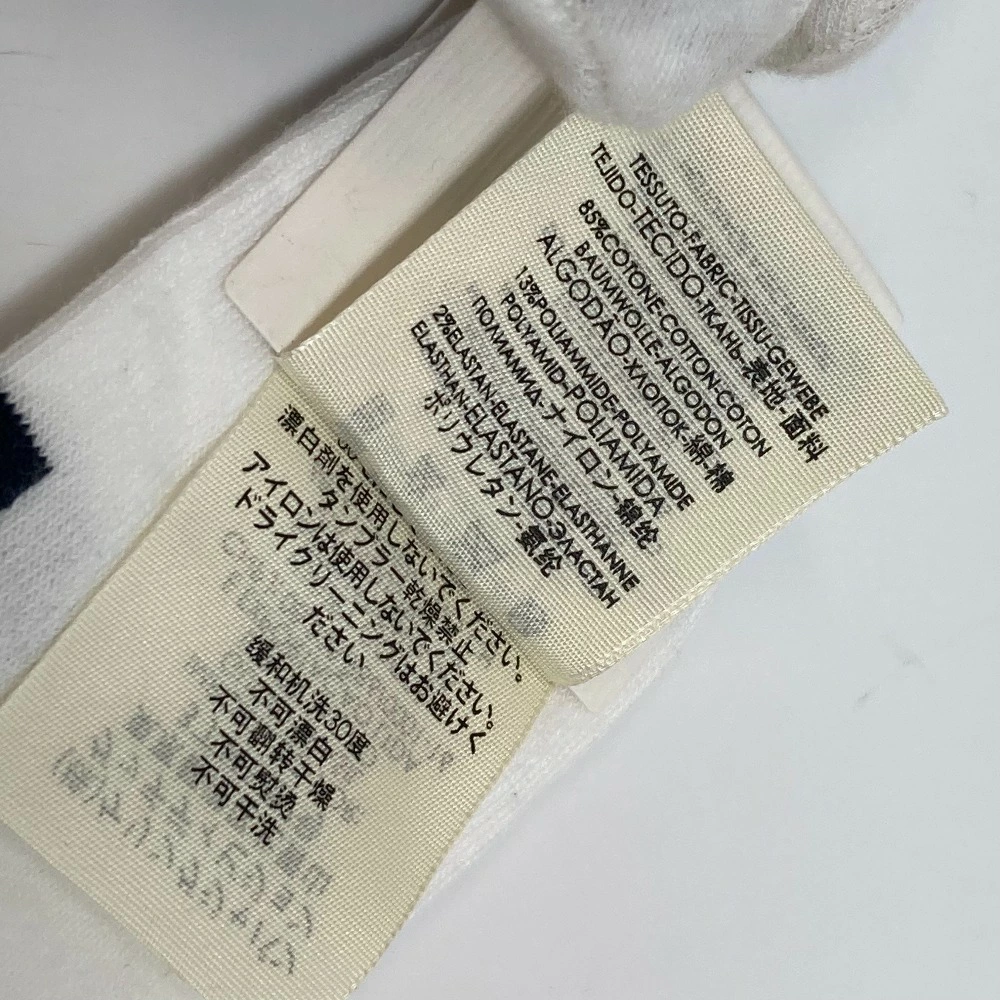 TESSUTO-FABRIC-TISSU-GEWEBE
TEJIDO-TECIDO-ТКАНЬ-表地-面料
85%COTONE-COTTON-COTON
BAUMWOLLE-ALGODON
ALGODAO-ХЛОПОК-綿-棉
13%POLIAMMIDE-POLYAMIDE
POLYAMID-POLIAMIDA
ПОЛИАМИД-ナイロン-锦纶
2%ELASTAN-ELASTANE-ELASTHANNE
ELASTHAN-ELASTANO-ЭЛАСТАН
ポリウレタン-氨纶
漂白剤を使用しないでください。
タンブラー乾燥禁止
アイロンは使用しないでください。
ドライクリーニングはお避けく
ださい
缓和机洗30度
不可漂白
不可翻转干燥
不可熨烫
不可干洗